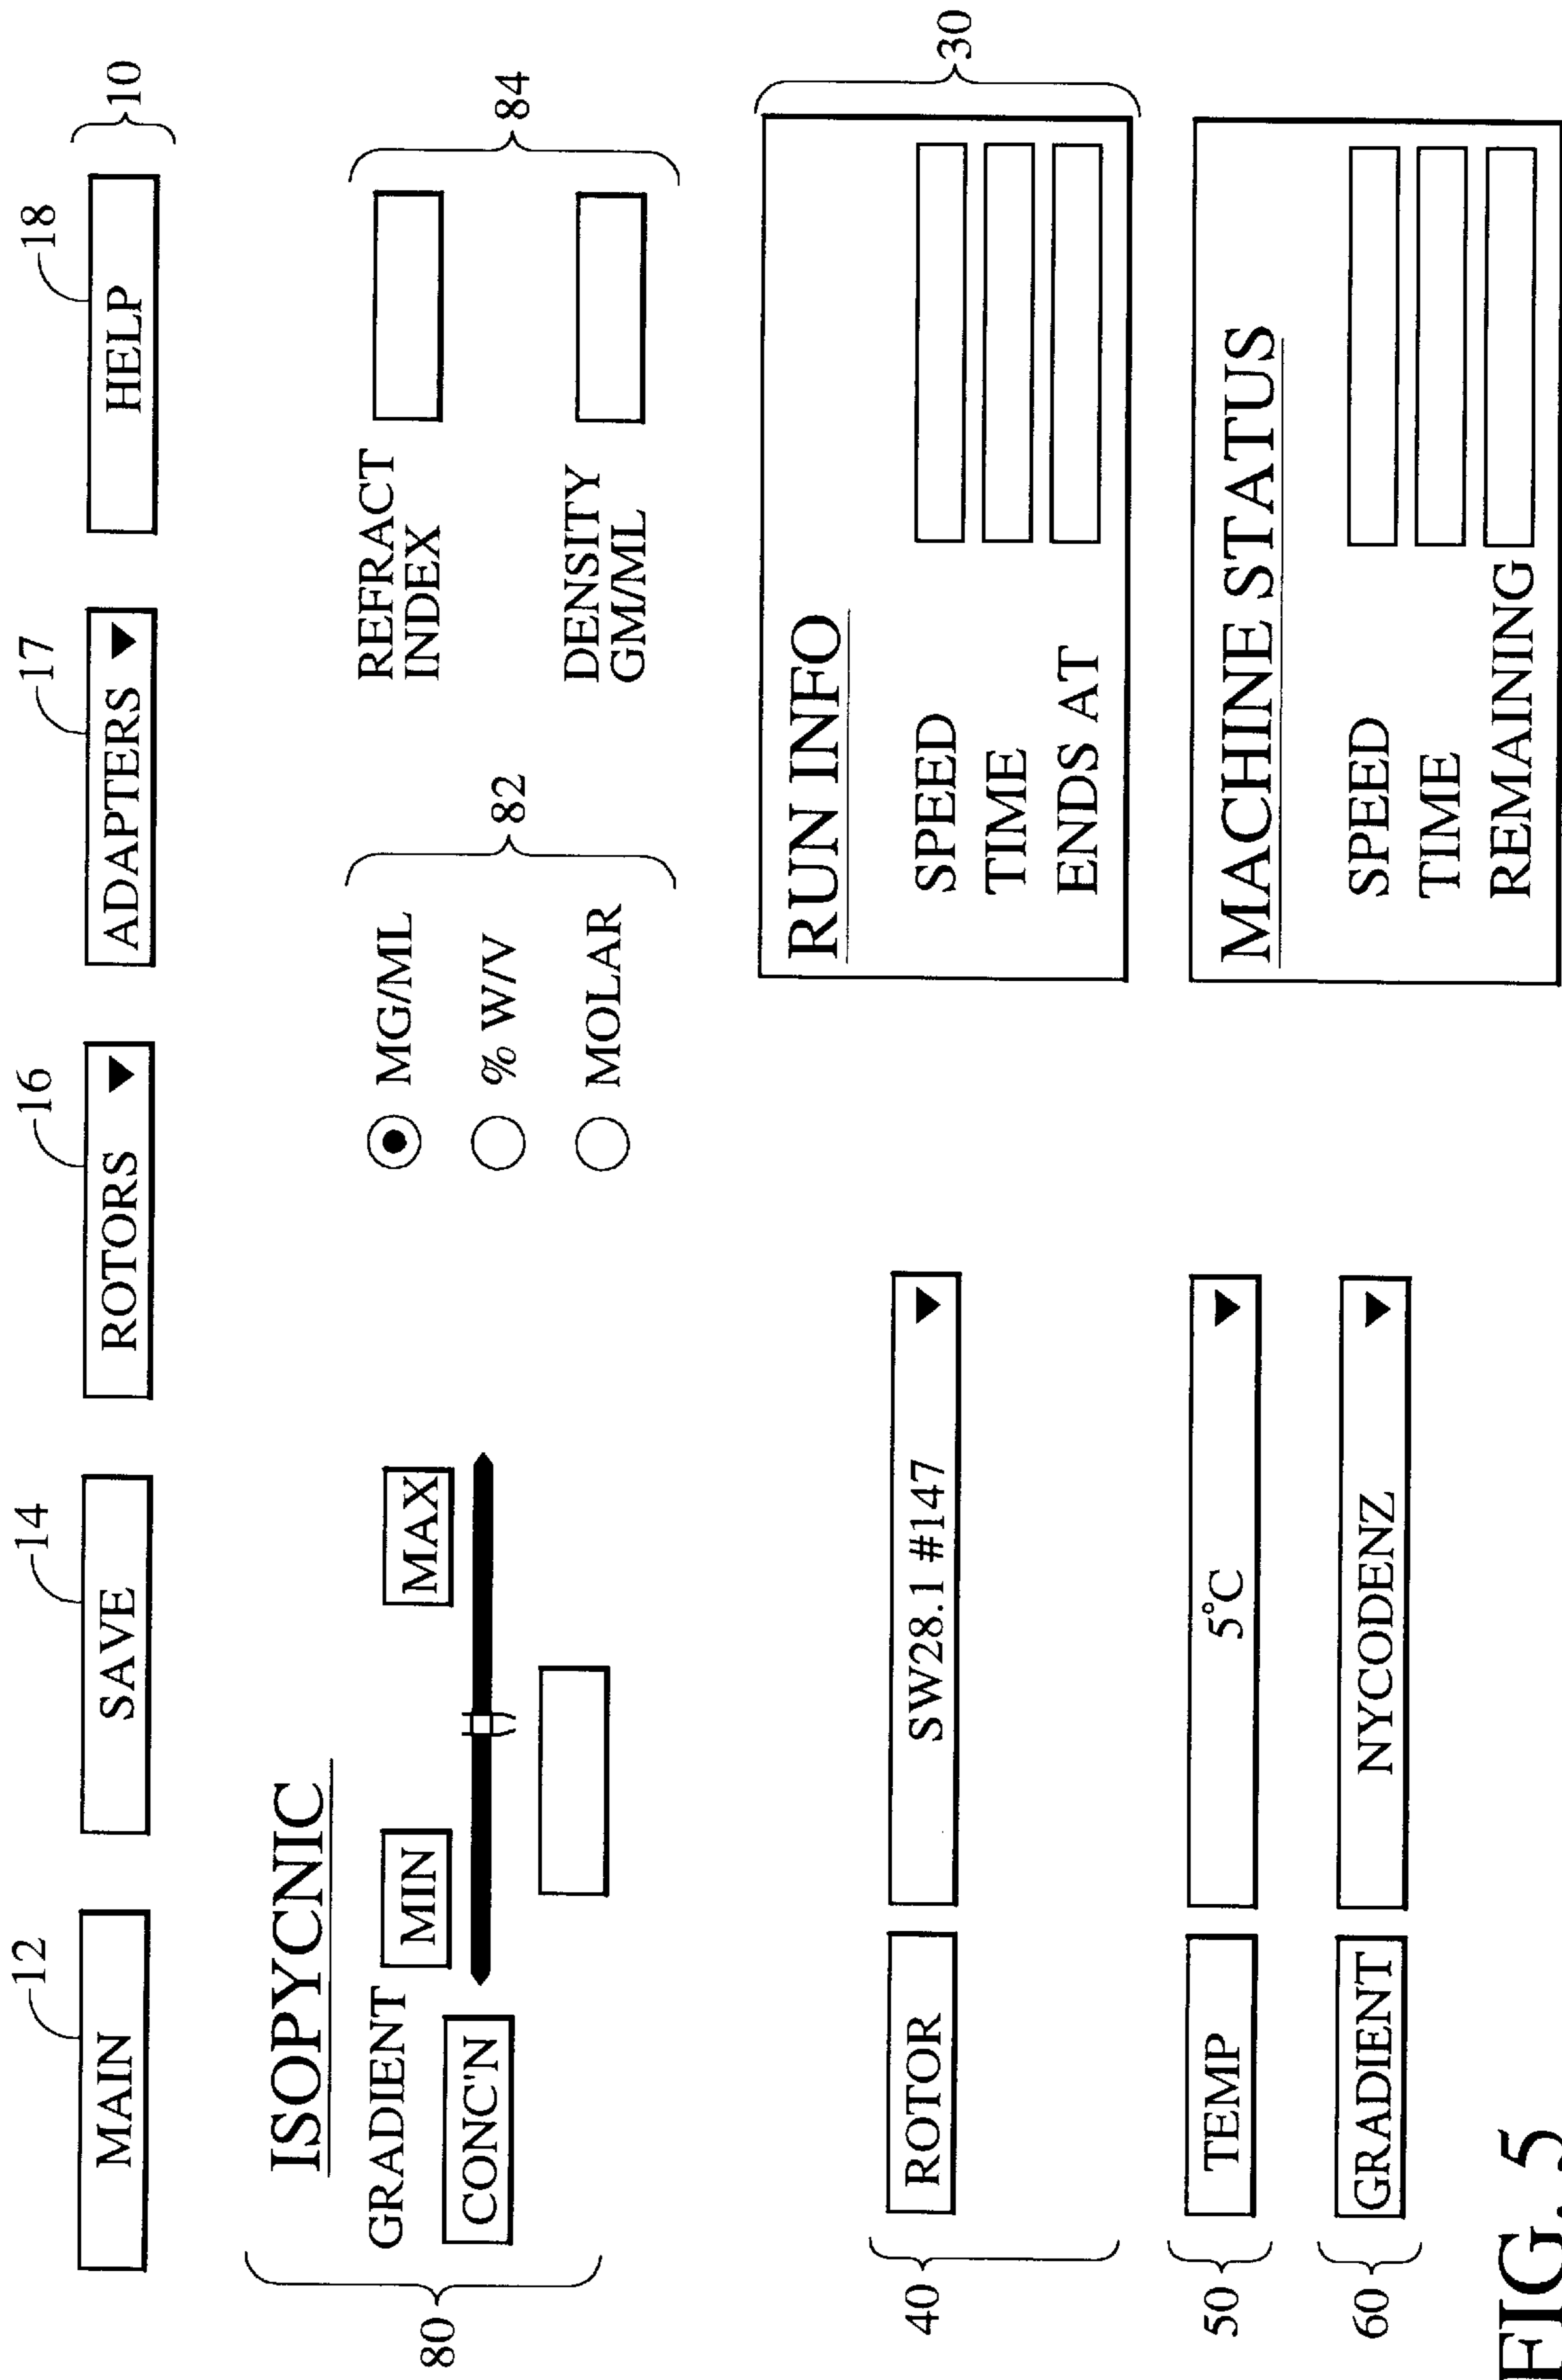 12
14
16
17
18
MAIN
SAVE
ROTORS
ADAPTERS
HELP
10
ISOPYCNIC
80
GRADIENT
MIN
MAX
CONC'N
MG/ML
% W/V
MOLAR
82
REFRACT
INDEX
DENSITY
GM/ML
84
40
ROTOR
SW28.1 #147
50
TEMP
5°C
60
GRADIENT
NYCODENZ
RUN INFO
SPEED
TIME
ENDS AT
30
MACHINE STATUS
SPEED
TIME
REMAINING
FIG. 5